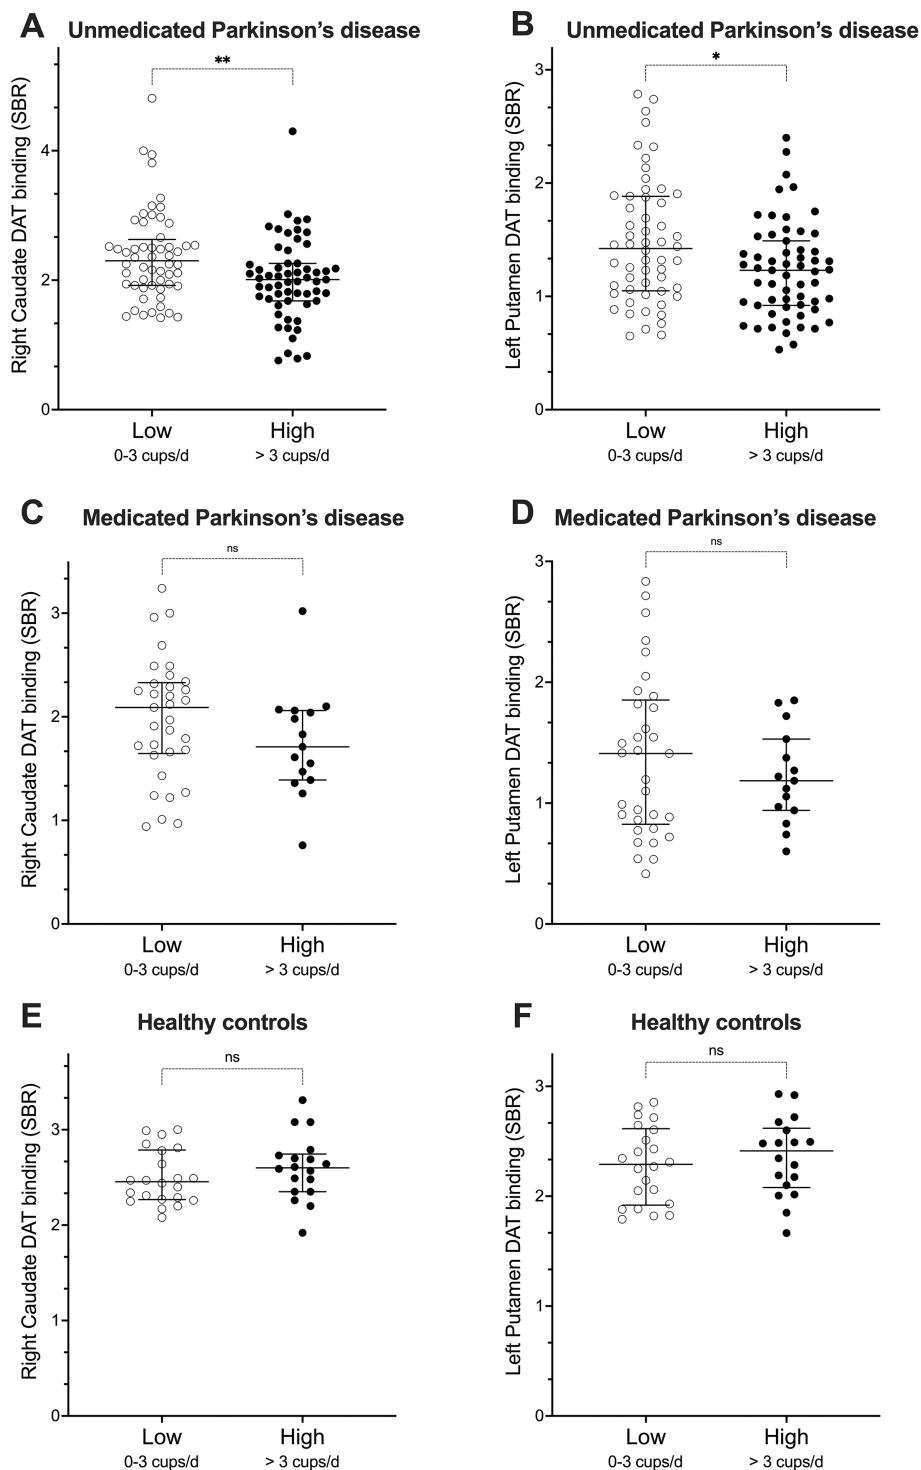 A Unmedicated Parkinson's disease
**
Right Caudate DAT binding (SBR)
4
2
0
Low High
0-3 cups/d > 3 cups/d
B Unmedicated Parkinson's disease
*
Left Putamen DAT binding (SBR)
3
2
1
0
Low High
0-3 cups/d > 3 cups/d
C Medicated Parkinson's disease
ns
Right Caudate DAT binding (SBR)
3
2
1
0
Low High
0-3 cups/d > 3 cups/d
D Medicated Parkinson's disease
ns
Left Putamen DAT binding (SBR)
3
2
1
0
Low High
0-3 cups/d > 3 cups/d
E Healthy controls
ns
Right Caudate DAT binding (SBR)
3
2
1
0
Low High
0-3 cups/d > 3 cups/d
F Healthy controls
ns
Left Putamen DAT binding (SBR)
3
2
1
0
Low High
0-3 cups/d > 3 cups/d